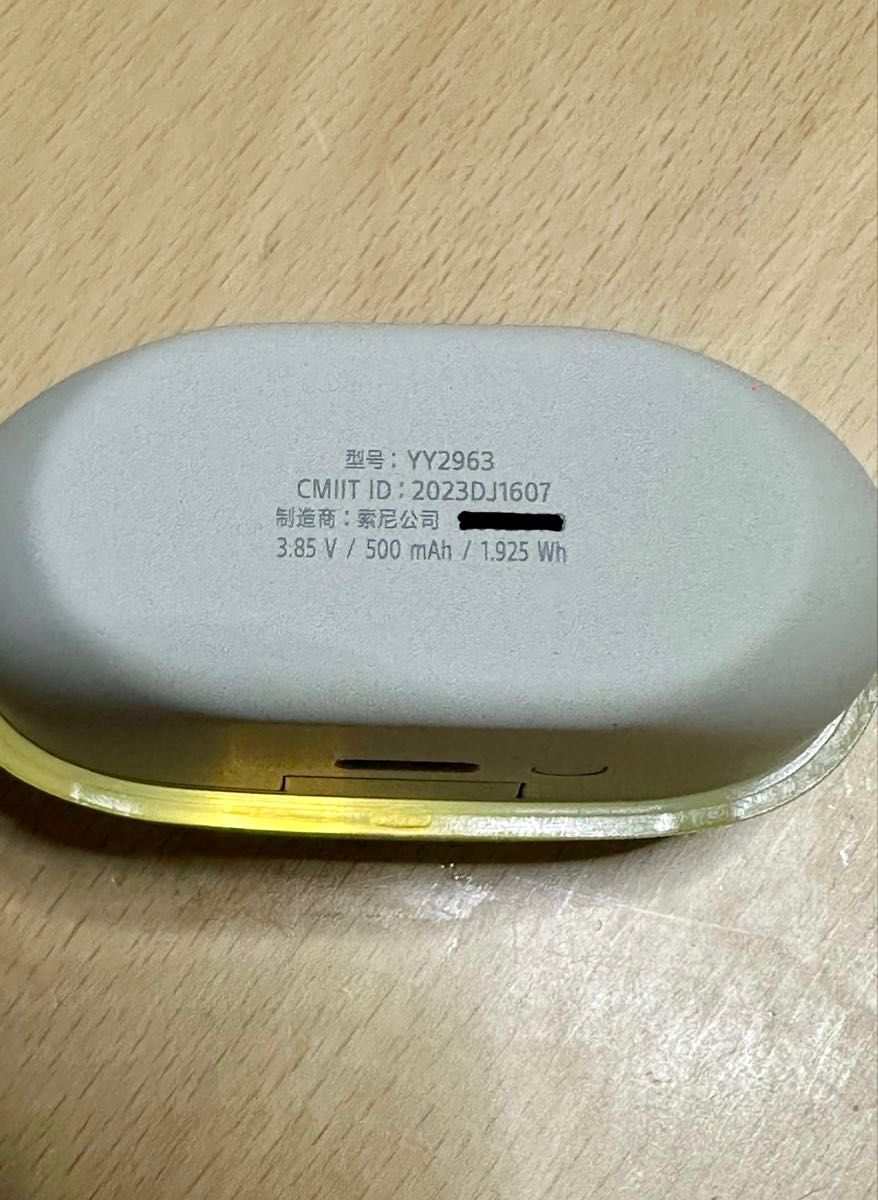 型号：YY2963
CMIIT ID：2023DJ1607
制造商：索尼公司
3.85 V / 500 mAh / 1.925 Wh